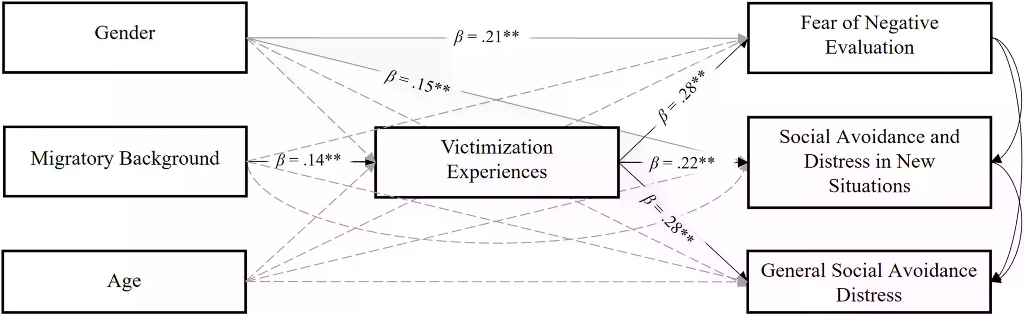 Gender
β = .21**
Fear of Negative
Evaluation
β = .15**
β = .28**
Migratory Background
β = .14**
Victimization
Experiences
β = .22**
Social Avoidance and
Distress in New
Situations
β = .28**
Age
General Social Avoidance
Distress